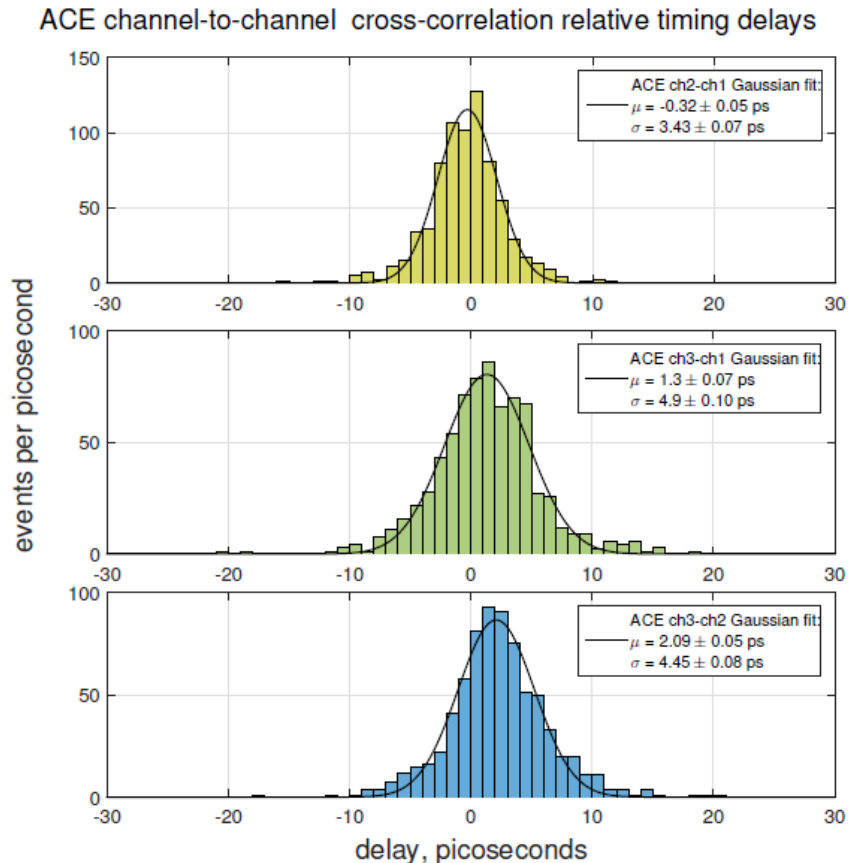 ACE channel-to-channel cross-correlation relative timing delays
events per picosecond
150
100
50
0
ACE ch2-ch1 Gaussian fit:
μ = -0.32 ± 0.05 ps
σ = 3.43 ± 0.07 ps
-30 -20 -10 0 10 20 30
100
50
0
ACE ch3-ch1 Gaussian fit:
μ = 1.3 ± 0.07 ps
σ = 4.9 ± 0.10 ps
-30 -20 -10 0 10 20 30
100
50
0
ACE ch3-ch2 Gaussian fit:
μ = 2.09 ± 0.05 ps
σ = 4.45 ± 0.08 ps
-30 -20 -10 0 10 20 30
delay, picoseconds